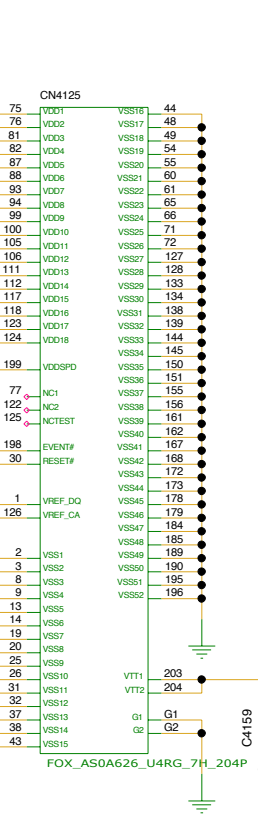 CN4125
75 VDD1 VSS16 44
76 VDD2 VSS17 48
81 VDD3 VSS18 49
82 VDD4 VSS19 54
87 VDD5 VSS20 55
88 VDD6 VSS21 60
93 VDD7 VSS22 61
94 VDD8 VSS23 65
99 VDD9 VSS24 66
100 VDD10 VSS25 71
105 VDD11 VSS26 72
106 VDD12 VSS27 127
111 VDD13 VSS28 128
112 VDD14 VSS29 133
117 VDD15 VSS30 134
118 VDD16 VSS31 138
123 VDD17 VSS32 139
124 VDD18 VSS33 144
VSS34 145
199 VDDSPD VSS35 150
VSS36 151
77 NC1 VSS37 155
122 NC2 VSS38 156
125 NCTEST VSS39 161
VSS40 162
198 EVENT# VSS41 167
30 RESET# VSS42 168
VSS43 172
VSS44 173
1 VREF_DQ VSS45 178
126 VREF_CA VSS46 179
VSS47 184
VSS48 185
2 VSS1 VSS49 189
3 VSS2 VSS50 190
8 VSS3 VSS51 195
9 VSS4 VSS52 196
13 VSS5
14 VSS6
19 VSS7
20 VSS8
25 VSS9
26 VSS10 VTT1 203
31 VSS11 VTT2 204
32 VSS12
37 VSS13 G1 G1
38 VSS14 G2 G2
43 VSS15
C4159
FOX_AS0A626_U4RG_7H_204P